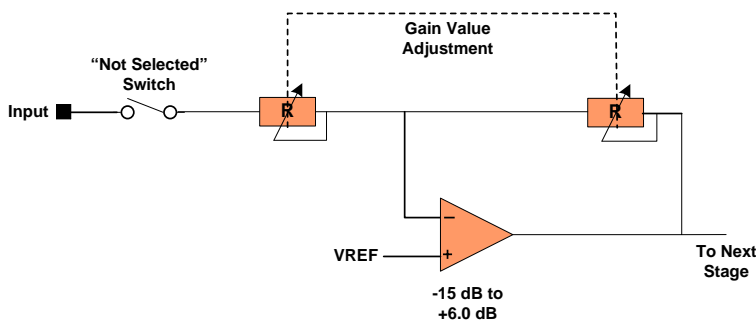 Gain Value
Adjustment
“Not Selected”
Switch
Input
R
R
−
VREF
+
To Next
Stage
-15 dB to
+6.0 dB